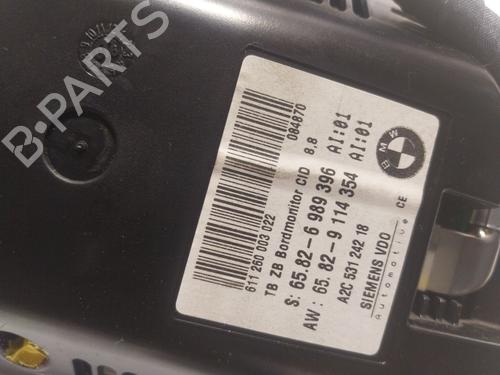 B-PARTS
611 260 003 022
084870
TB ZB Bordmonitor CID 8.8
S: 65.82-6 989 396 AI:01
AW: 65.82-9 114 354 AI:01
A2C 531 242 18
SIEMENS VDO
Automotive
CE
BMW